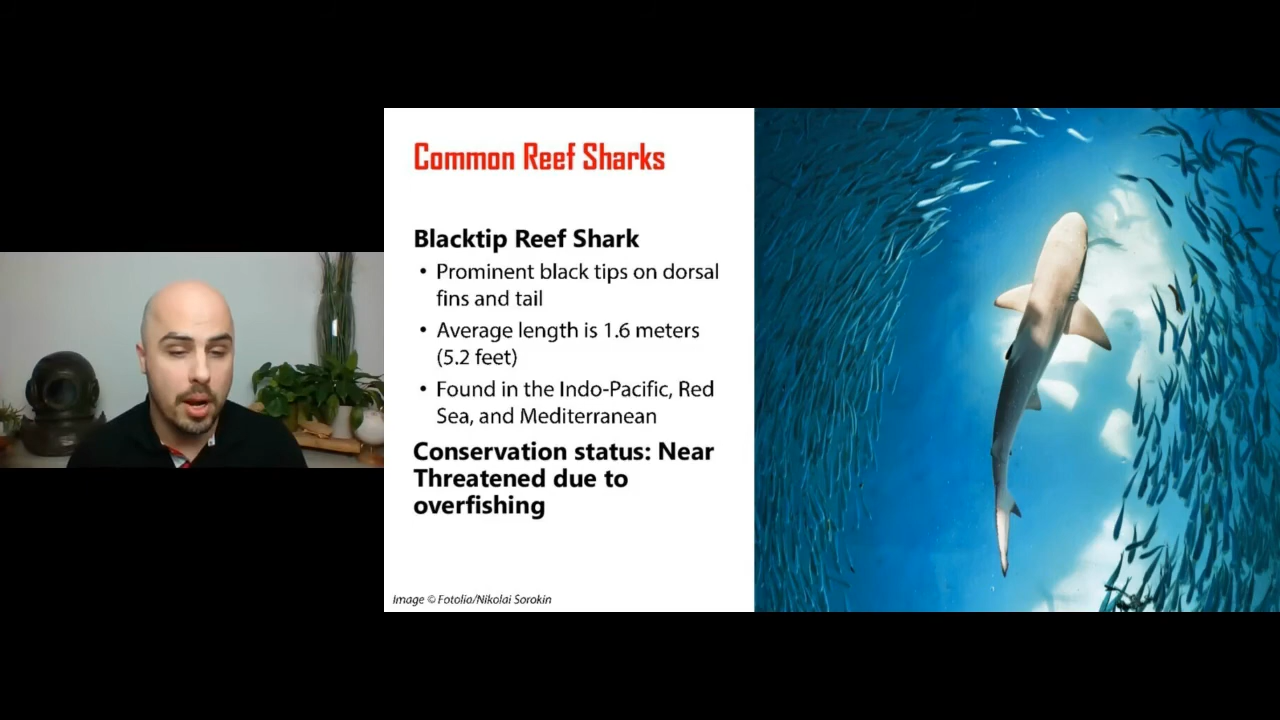 Common Reef Sharks
Blacktip Reef Shark
• Prominent black tips on dorsal
fins and tail
• Average length is 1.6 meters
(5.2 feet)
• Found in the Indo-Pacific, Red
Sea, and Mediterranean
Conservation status: Near
Threatened due to
overfishing
Image © Fotolia/Nikolai Sorokin